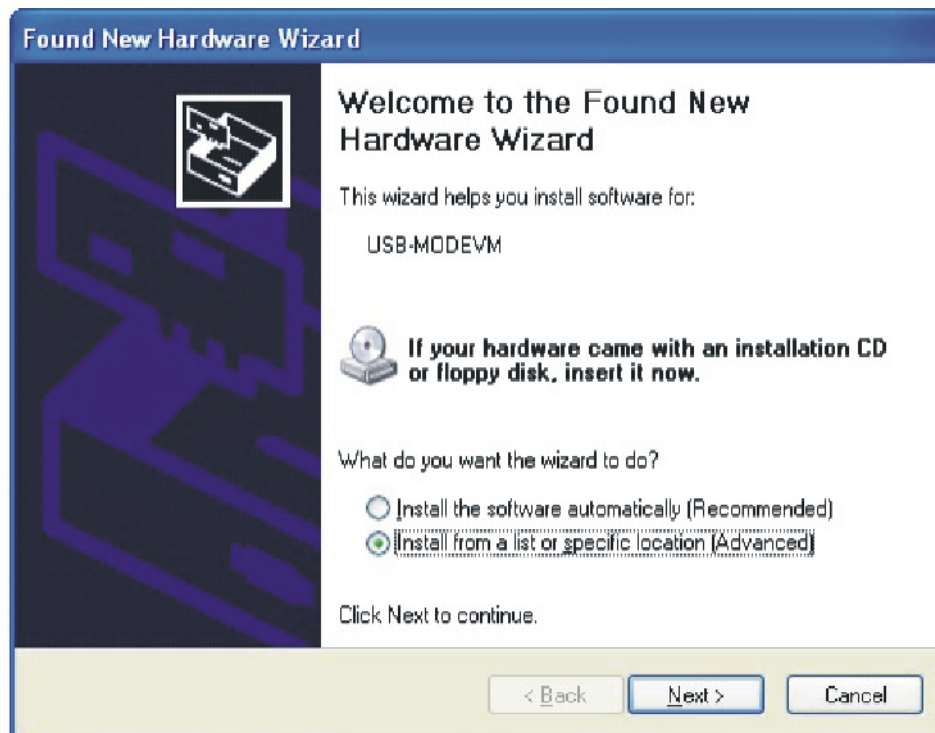 Found New Hardware Wizard
Welcome to the Found New
Hardware Wizard
This wizard helps you install software for:
USB-MODEVM
If your hardware came with an installation CD
or floppy disk, insert it now.
What do you want the wizard to do?
Install the software automatically (Recommended)
Install from a list or specific location (Advanced)
Click Next to continue.
< Back Next > Cancel